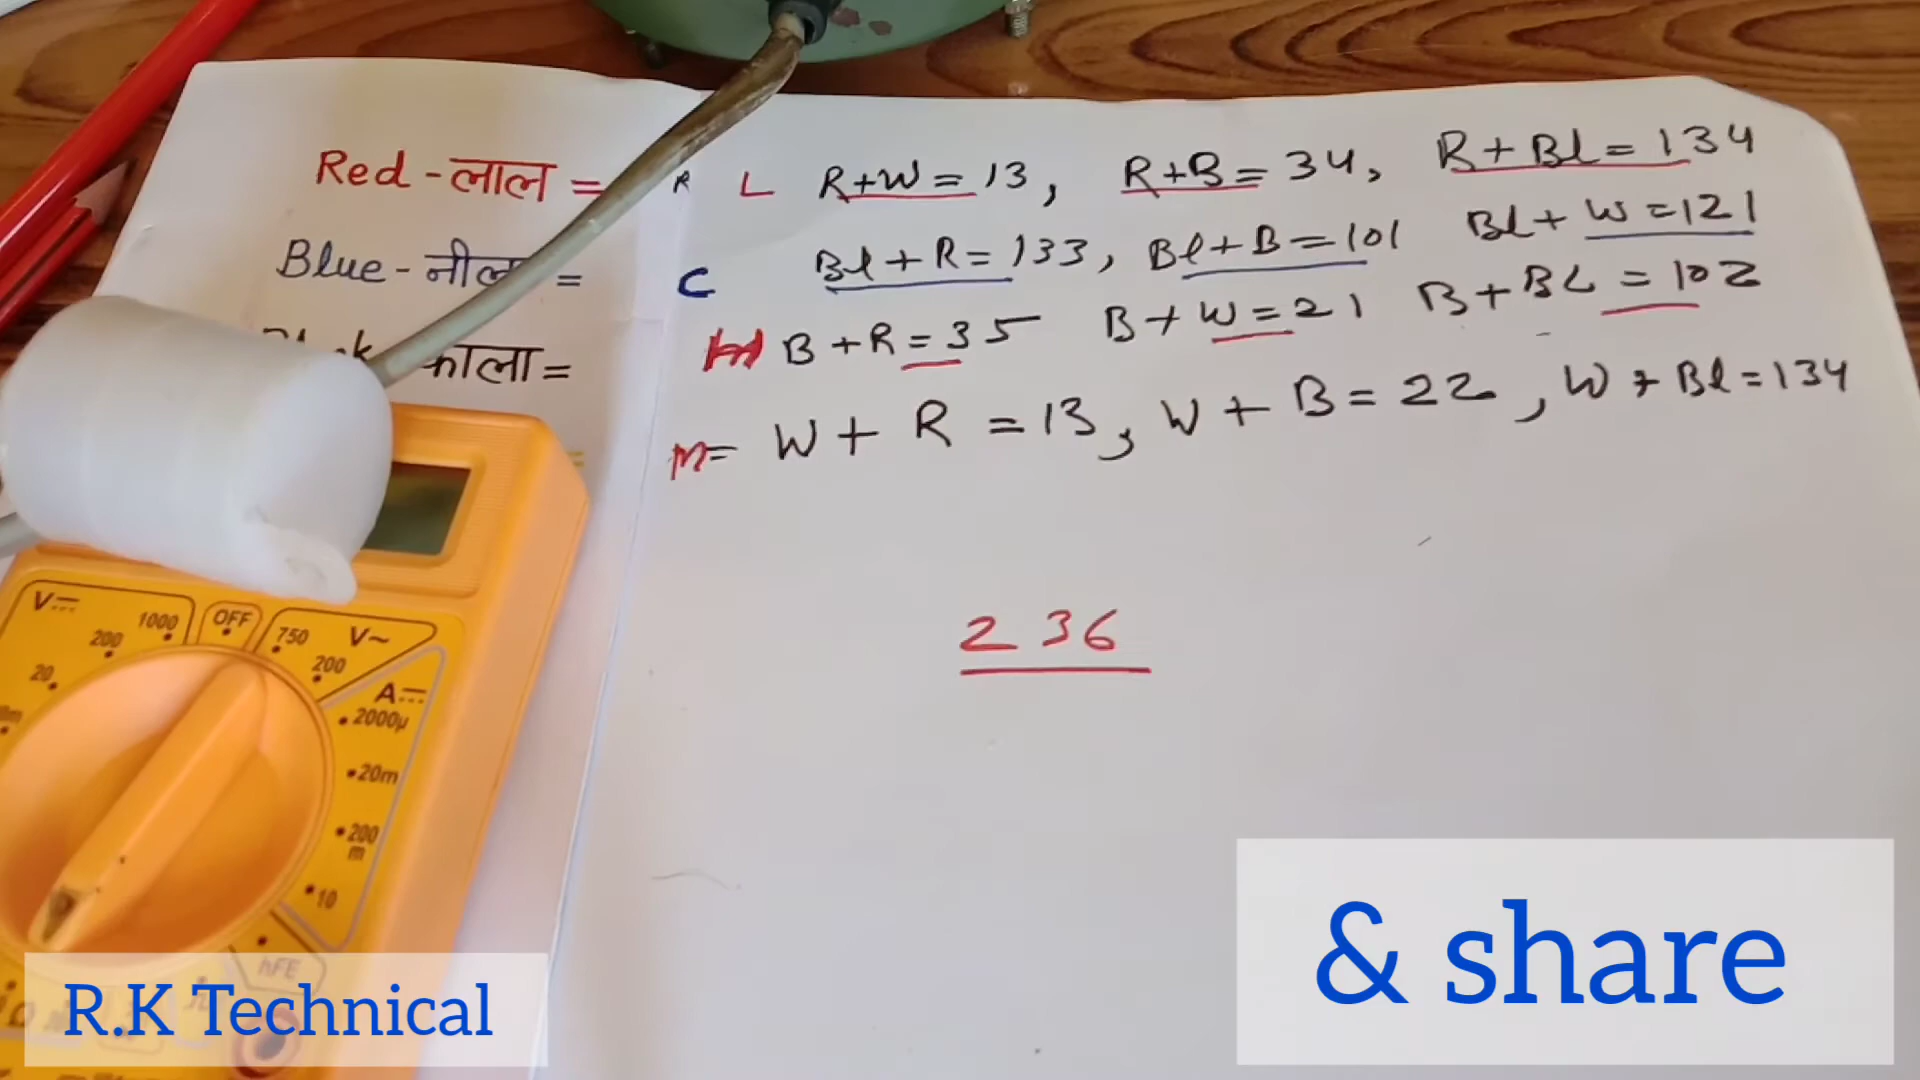 Red - लाल =
R L R+W = 13, R+B = 34, R+Bl = 134
Blue - नीला =
C Bl+R = 133, Bl+B = 101 Bl+W = 121
काला =
H B+R = 35 B+W = 21 B+BL = 102
m = W+R = 13, W+B = 22, W+Bl = 134
236
V 1000 OFF 750 V~
200 200
20 A
2000µ
20m
200
m
10
hFE
R.K Technical
& share